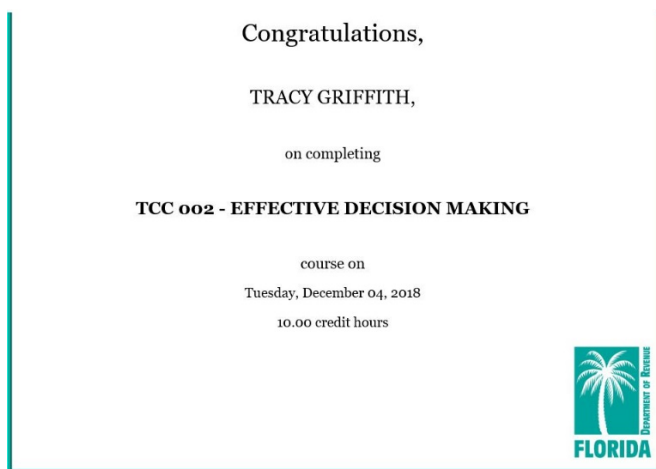 Congratulations,
TRACY GRIFFITH,
on completing
TCC 002 - EFFECTIVE DECISION MAKING
course on
Tuesday, December 04, 2018
10.00 credit hours
DEPARTMENT OF REVENUE
FLORIDA